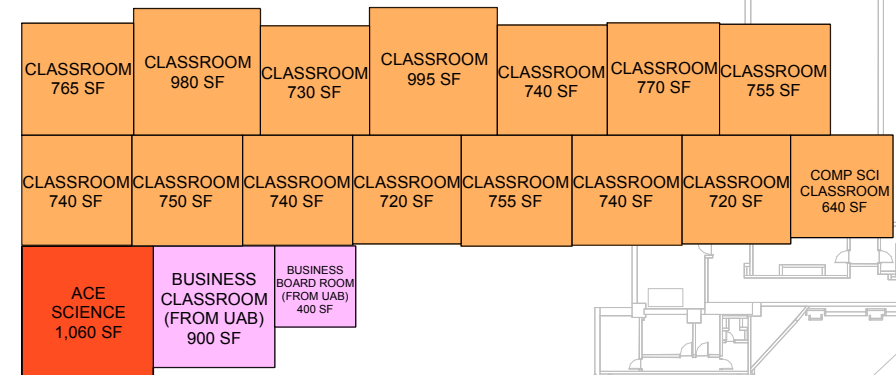 CLASSROOM
765 SF
CLASSROOM
980 SF
CLASSROOM
730 SF
CLASSROOM
995 SF
CLASSROOM
740 SF
CLASSROOM
770 SF
CLASSROOM
755 SF
CLASSROOM
740 SF
CLASSROOM
750 SF
CLASSROOM
740 SF
CLASSROOM
720 SF
CLASSROOM
755 SF
CLASSROOM
740 SF
CLASSROOM
720 SF
COMP SCI
CLASSROOM
640 SF
ACE
SCIENCE
1,060 SF
BUSINESS
CLASSROOM
(FROM UAB)
900 SF
BUSINESS
BOARD ROOM
(FROM UAB)
400 SF